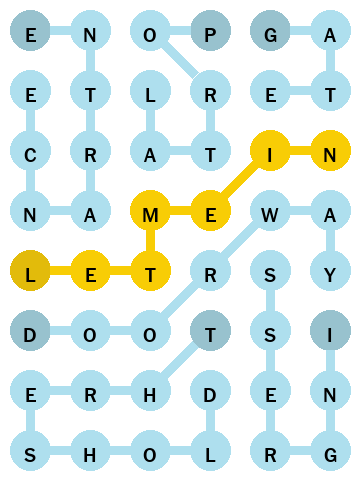 E N O P G A
E T L R E T
C R A T I N
N A M E W A
L E T R S Y
D O O T S I
E R H D E N
S H O L R G